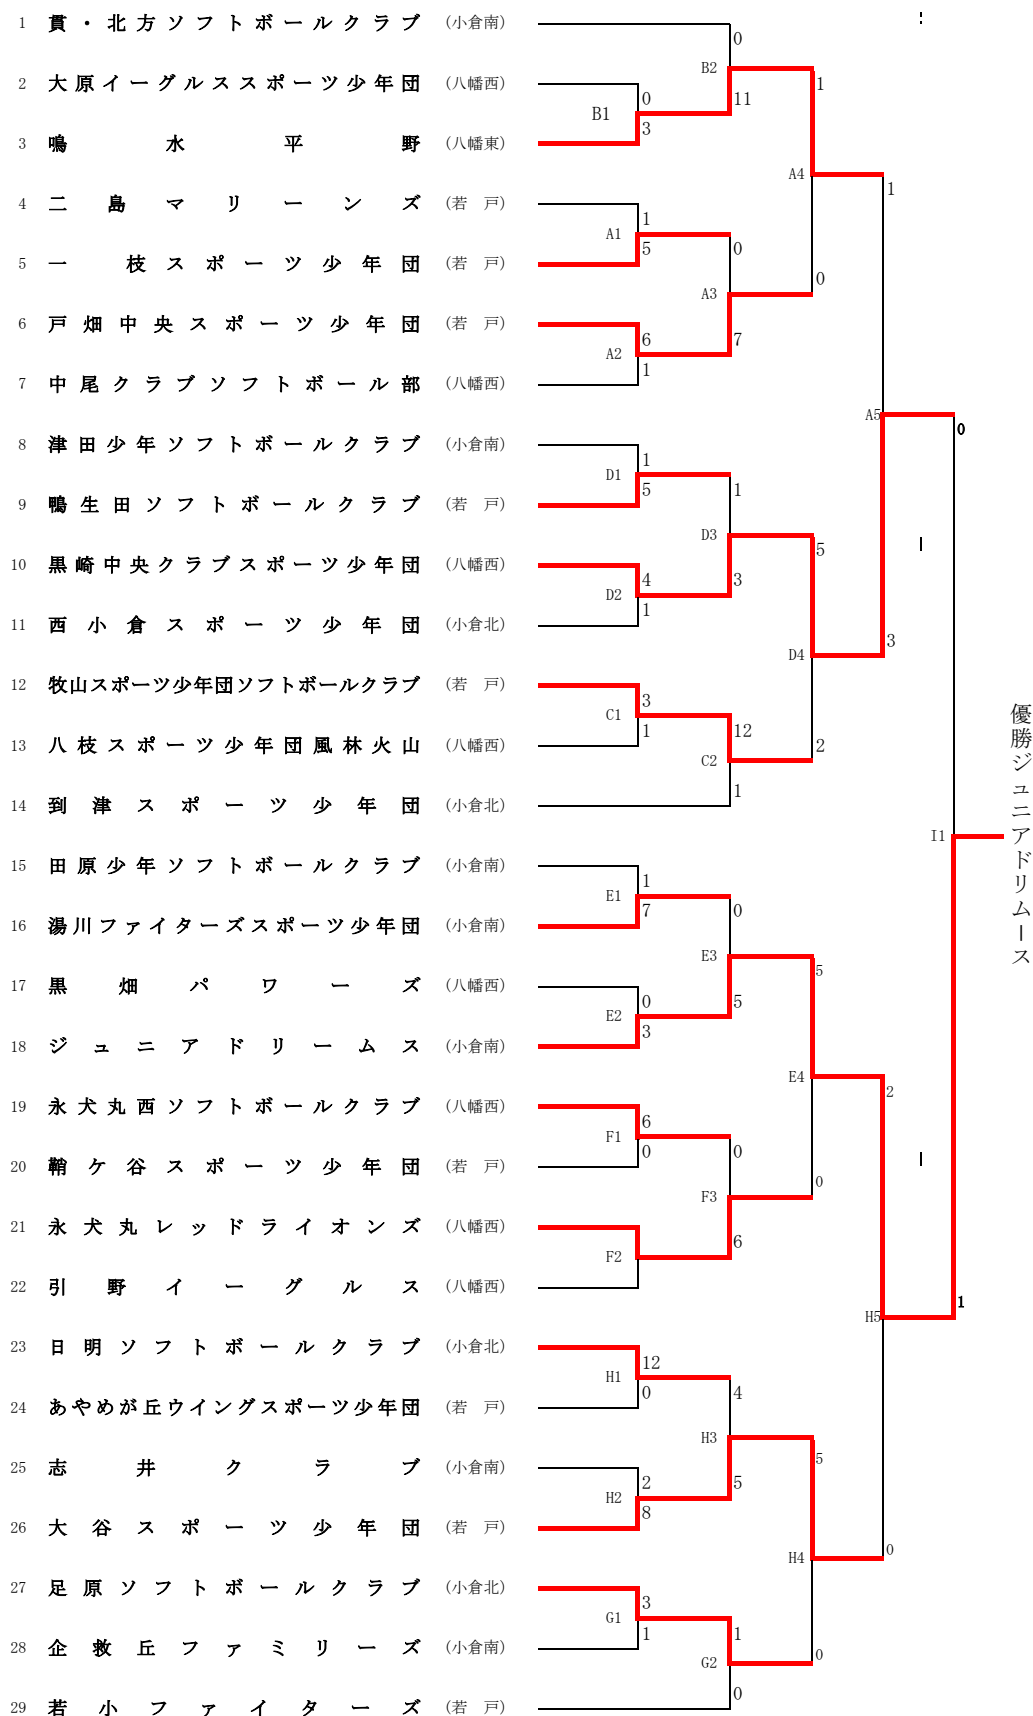 1 貫・北方ソフトボールクラブ (小倉南)
0
B2
1
2 大原イーグルススポーツ少年団 (八幡西)
0
11
B1
3
3 鳴水平野 (八幡東)
A4
1
4 二島マリーンズ (若 戸)
1
A1
5
0
5 一枝スポーツ少年団 (若 戸)
0
A3
6 戸畑中央スポーツ少年団 (若 戸)
6
7
A2
1
7 中尾クラブソフトボール部 (八幡西)
A5
0
8 津田少年ソフトボールクラブ (小倉南)
1
D1
5
1
9 鴨生田ソフトボールクラブ (若 戸)
D3
5
10 黒崎中央クラブスポーツ少年団 (八幡西)
4
3
D2
1
11 西小倉スポーツ少年団 (小倉北)
3
D4
12 牧山スポーツ少年団ソフトボールクラブ (若 戸)
3
C1
1
12
2
13 八枝スポーツ少年団風林火山 (八幡西)
C2
1
14 到津スポーツ少年団 (小倉北)
I1
優勝ジュニアドリムース
15 田原少年ソフトボールクラブ (小倉南)
1
E1
7
0
16 湯川ファイターズスポーツ少年団 (小倉南)
E3
5
17 黒畑パワーズ (八幡西)
0
5
E2
3
18 ジュニアドリームス (小倉南)
E4
2
19 永犬丸西ソフトボールクラブ (八幡西)
6
F1
0
0
20 鞘ケ谷スポーツ少年団 (若 戸)
0
F3
21 永犬丸レッドライオンズ (八幡西)
6
F2
22 引野イーグルス (八幡西)
1
H5
23 日明ソフトボールクラブ (小倉北)
12
H1
0
4
24 あやめが丘ウイングスポーツ少年団 (若 戸)
H3
5
25 志井クラブ (小倉南)
2
5
H2
8
26 大谷スポーツ少年団 (若 戸)
0
H4
27 足原ソフトボールクラブ (小倉北)
3
G1
1
1
28 企救丘ファミリーズ (小倉南)
0
G2
0
29 若小ファイターズ (若 戸)